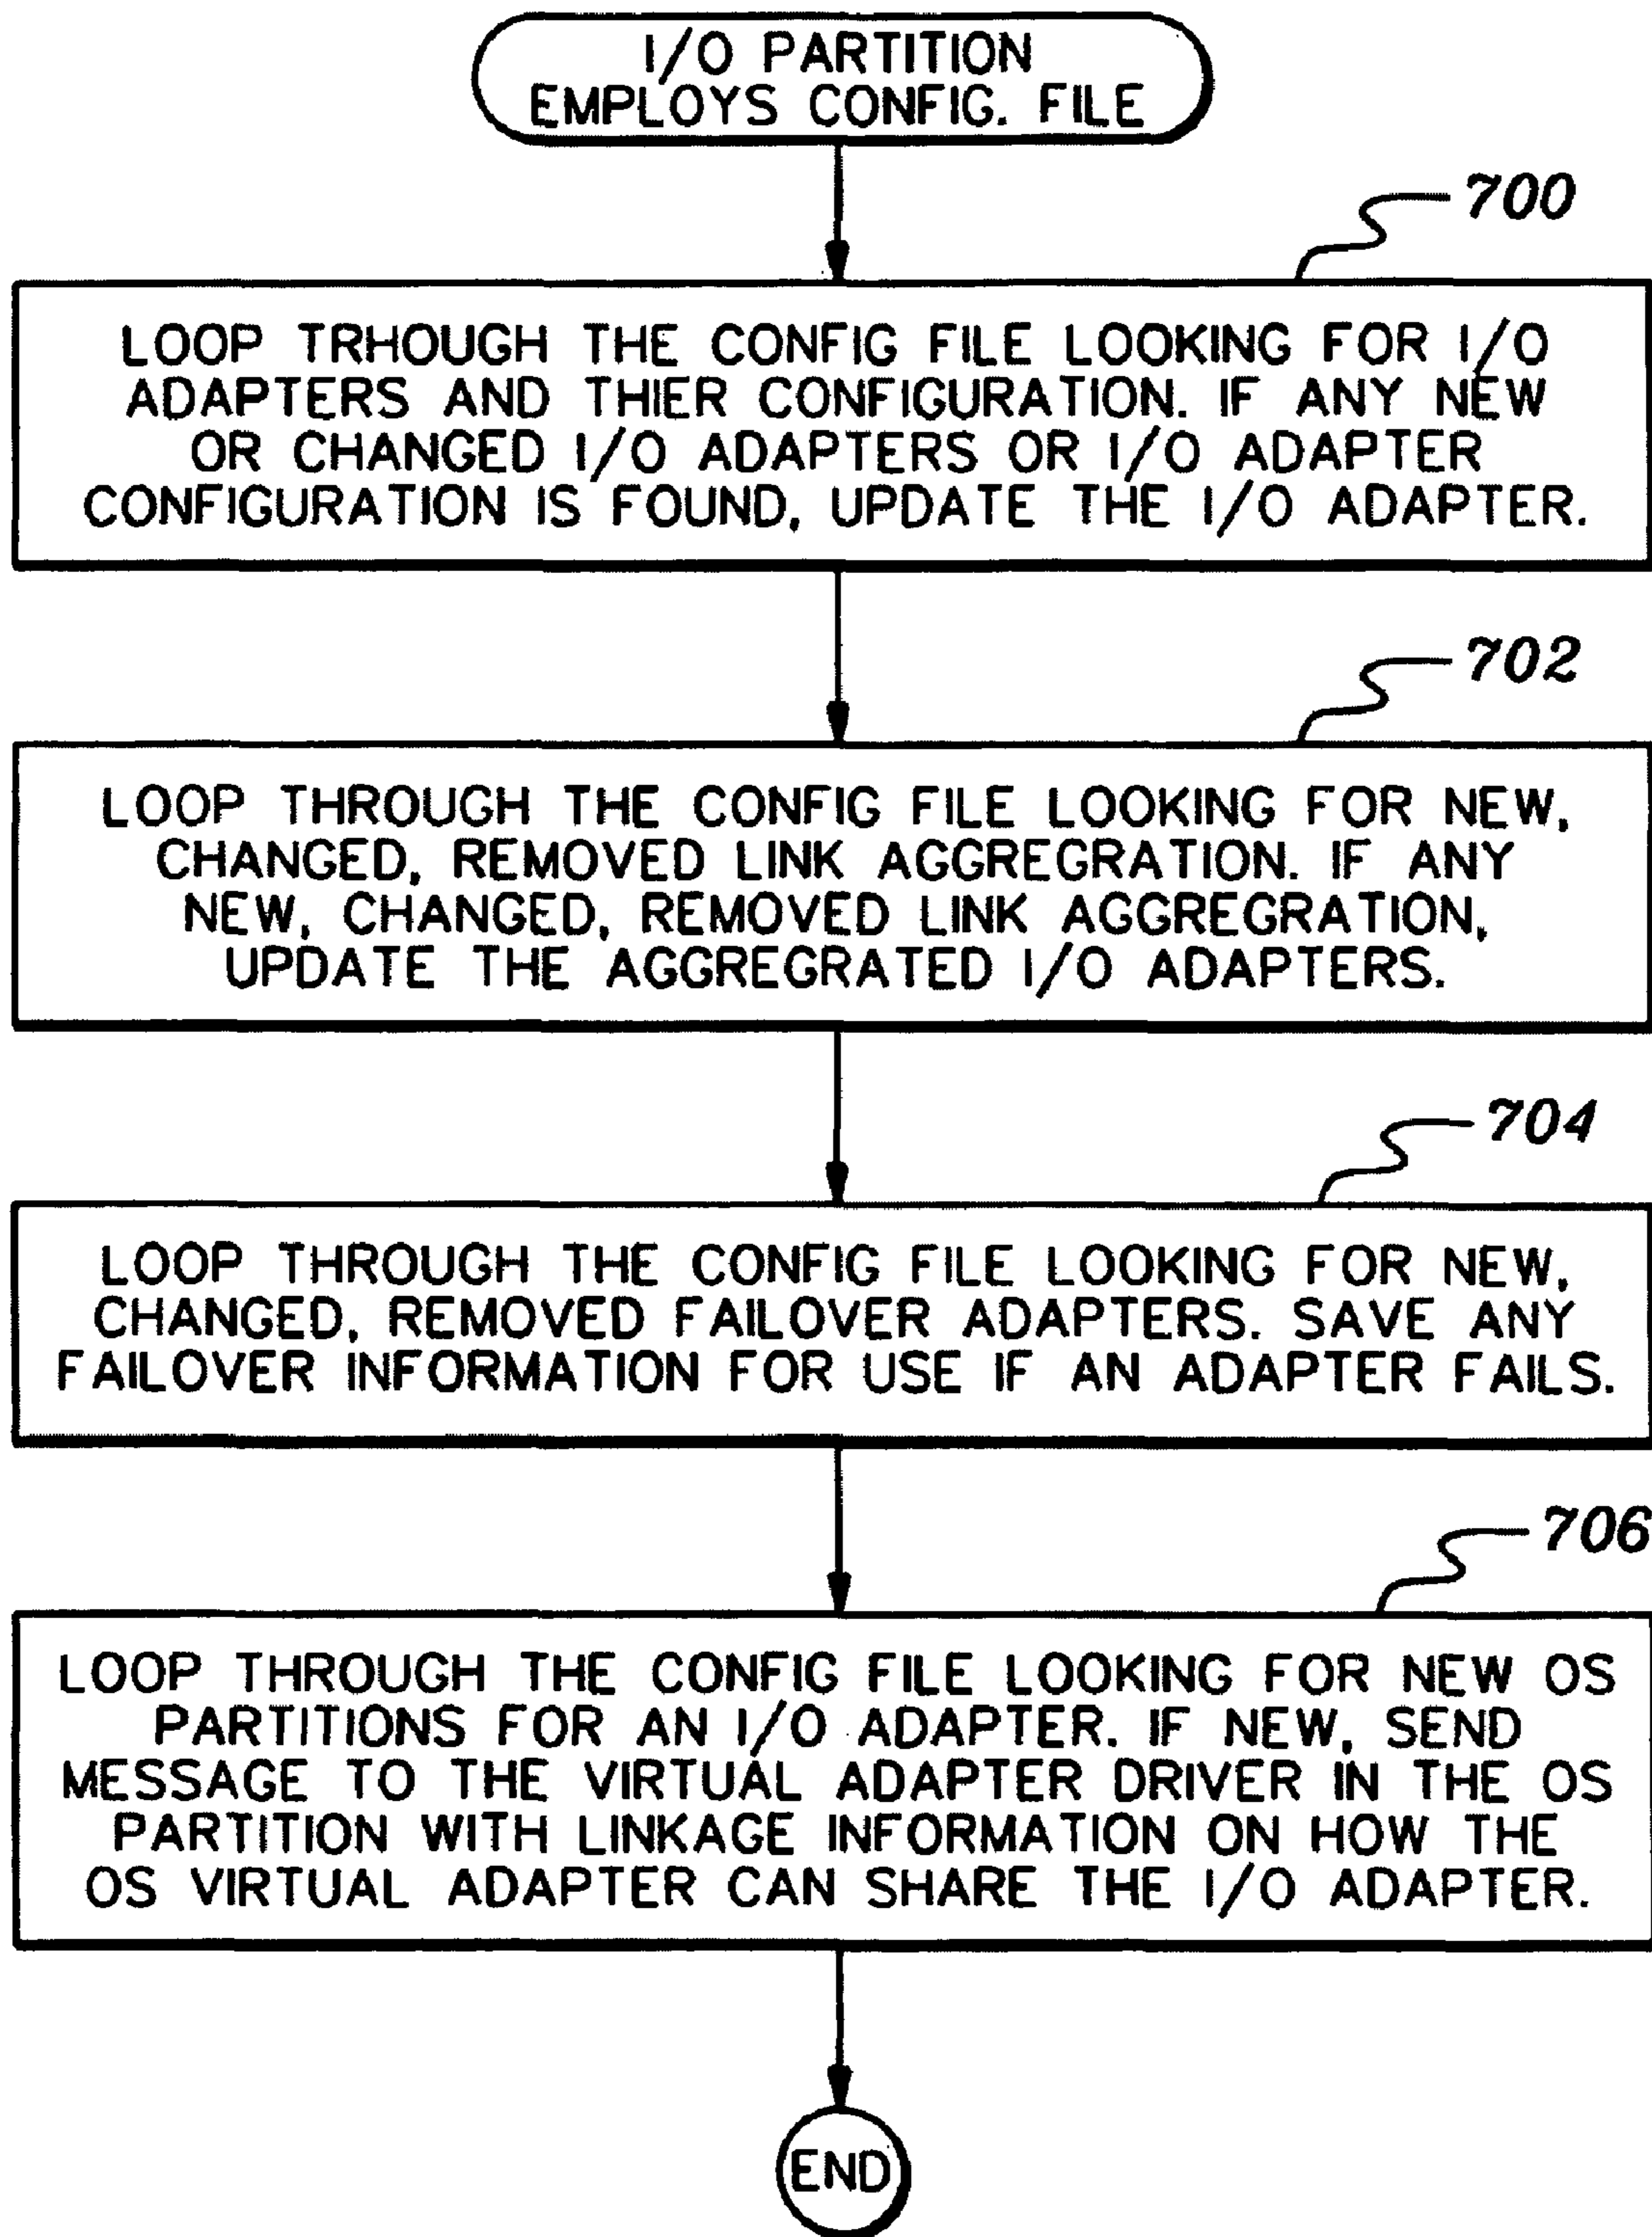 I/O PARTITION
EMPLOYS CONFIG. FILE
700
LOOP TRHOUGH THE CONFIG FILE LOOKING FOR I/O
ADAPTERS AND THIER CONFIGURATION. IF ANY NEW
OR CHANGED I/O ADAPTERS OR I/O ADAPTER
CONFIGURATION IS FOUND, UPDATE THE I/O ADAPTER.
702
LOOP THROUGH THE CONFIG FILE LOOKING FOR NEW,
CHANGED, REMOVED LINK AGGREGRATION. IF ANY
NEW, CHANGED, REMOVED LINK AGGREGRATION,
UPDATE THE AGGREGRATED I/O ADAPTERS.
704
LOOP THROUGH THE CONFIG FILE LOOKING FOR NEW,
CHANGED, REMOVED FAILOVER ADAPTERS. SAVE ANY
FAILOVER INFORMATION FOR USE IF AN ADAPTER FAILS.
706
LOOP THROUGH THE CONFIG FILE LOOKING FOR NEW OS
PARTITIONS FOR AN I/O ADAPTER. IF NEW, SEND
MESSAGE TO THE VIRTUAL ADAPTER DRIVER IN THE OS
PARTITION WITH LINKAGE INFORMATION ON HOW THE
OS VIRTUAL ADAPTER CAN SHARE THE I/O ADAPTER.
END